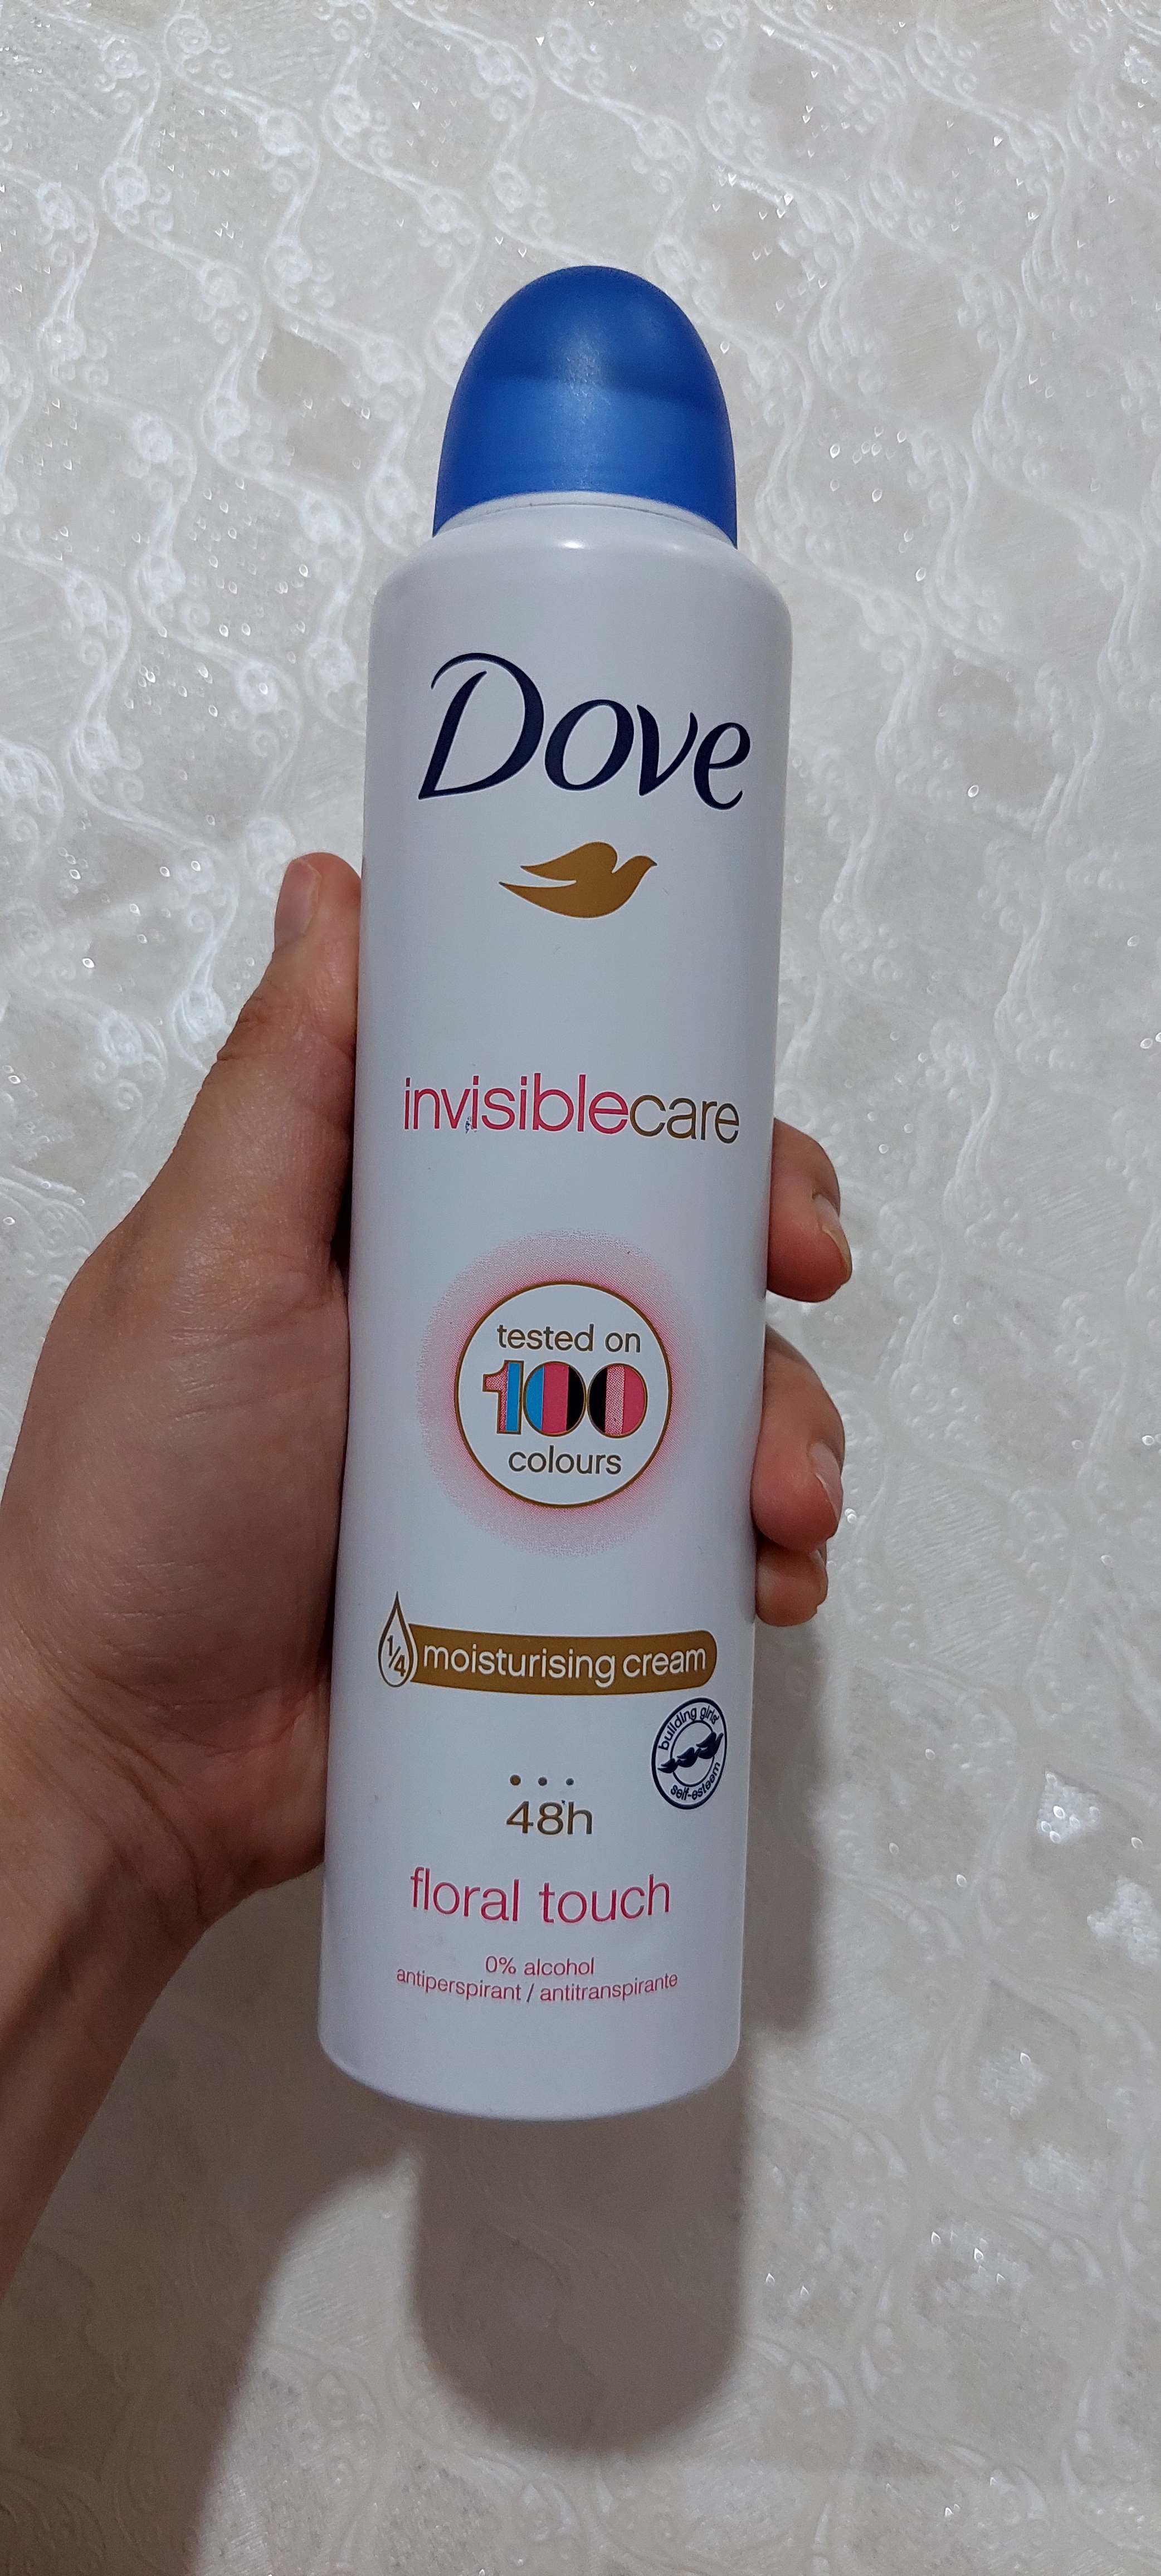 Dove
invisiblecare
tested on
100
colours
1/4 moisturising cream
building girls'
self-esteem
48h
floral touch
0% alcohol
antiperspirant / antitranspirante